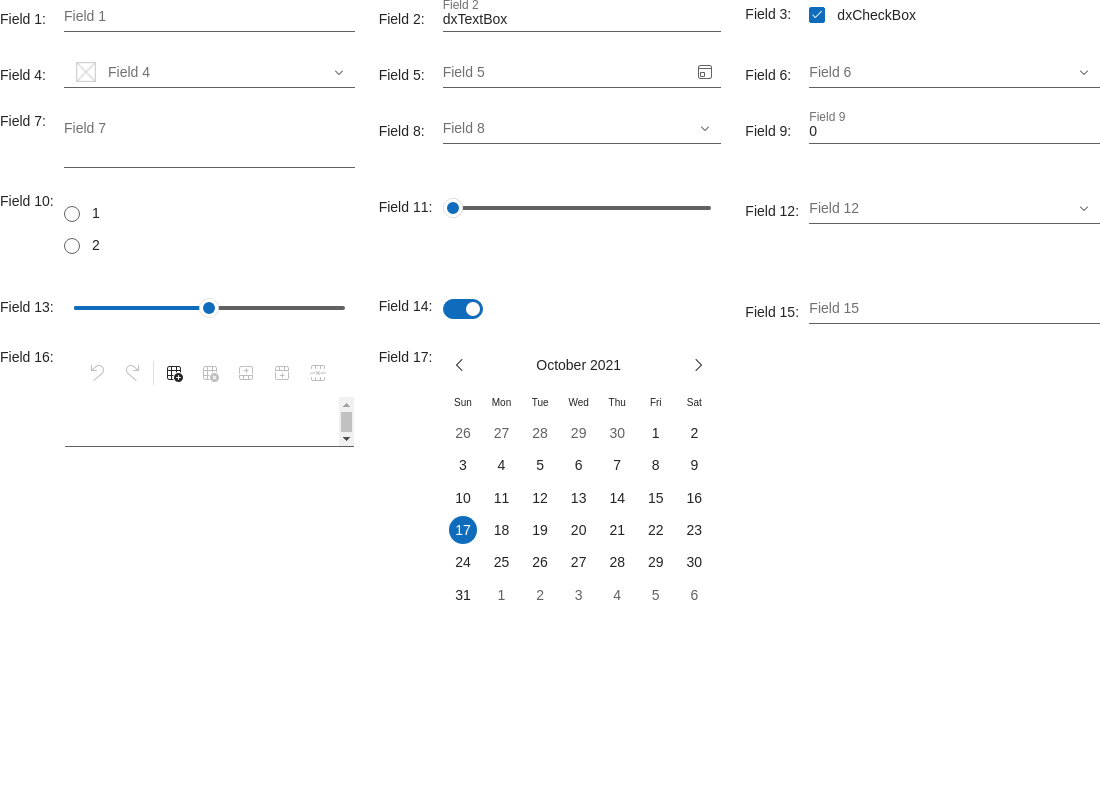 Field 1: Field 1
Field 2: Field 2
dxTextBox
Field 3: dxCheckBox
Field 4: Field 4
Field 5: Field 5
Field 6: Field 6
Field 7: Field 7
Field 8: Field 8
Field 9: Field 9
0
Field 10:
1
2
Field 11:
Field 12: Field 12
Field 13:
Field 14:
Field 15: Field 15
Field 16:
Field 17:
October 2021
Sun Mon Tue Wed Thu Fri Sat
26 27 28 29 30 1 2
3 4 5 6 7 8 9
10 11 12 13 14 15 16
17 18 19 20 21 22 23
24 25 26 27 28 29 30
31 1 2 3 4 5 6